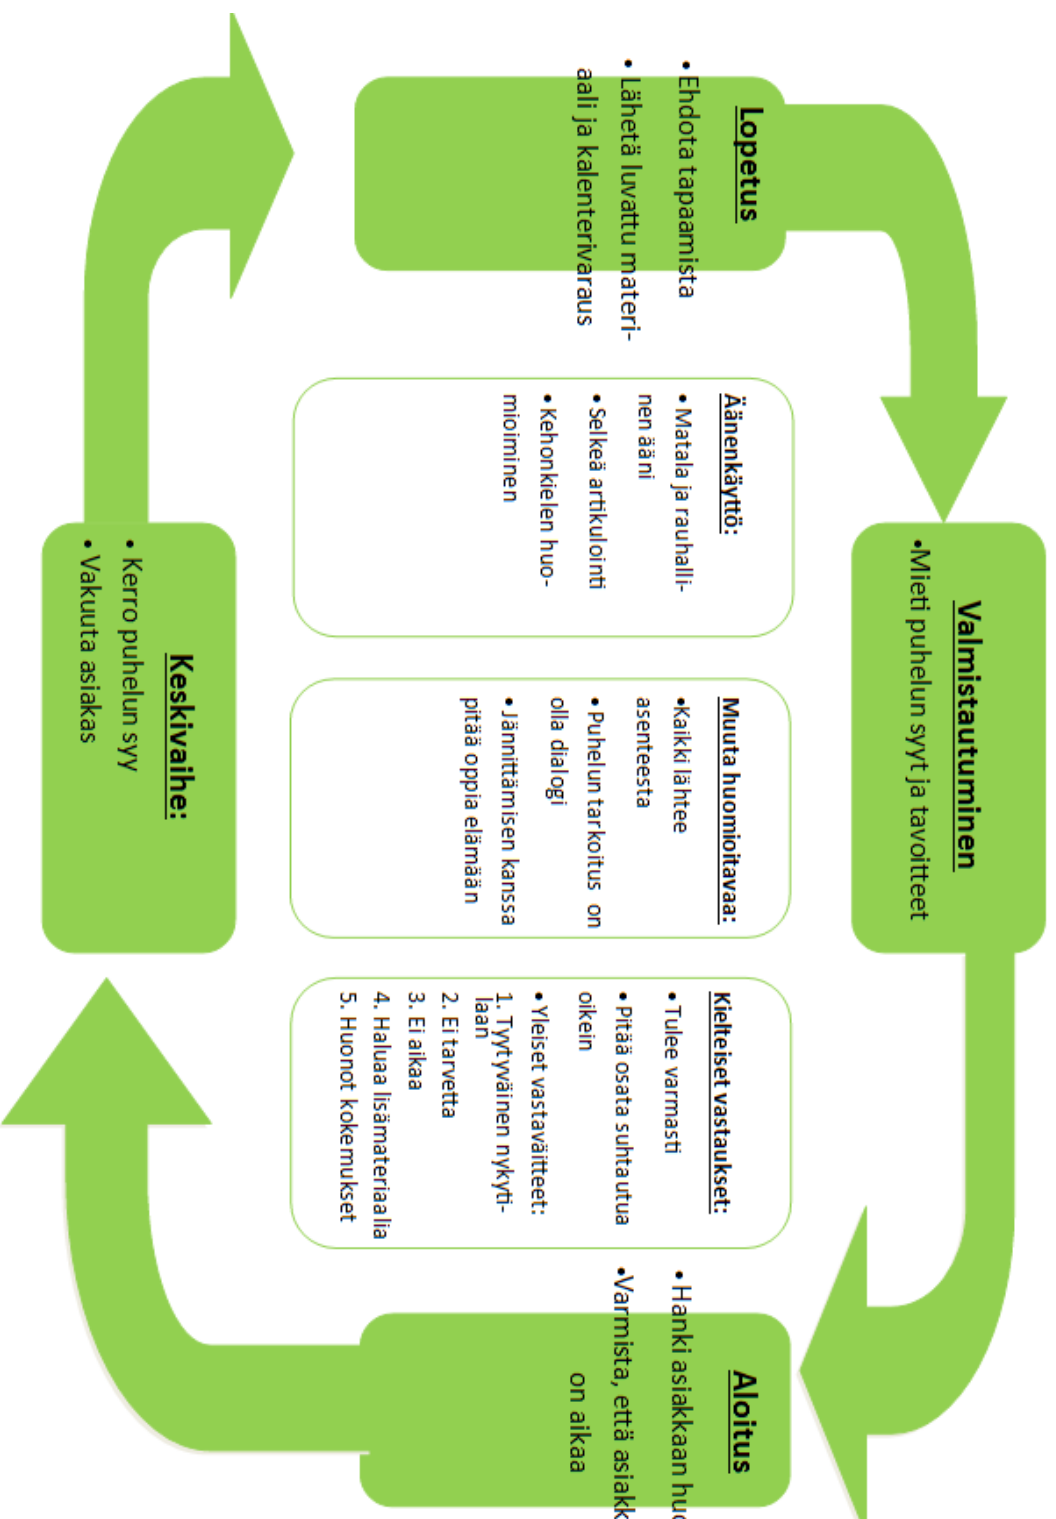 Valmistautuminen
•Mieti puhelun syyt ja tavoitteet
Lopetus
• Ehdota tapaamista
• Lähetä luvattu materi-
aali ja kalenterivaraus
Äänenkäyttö:
• Matala ja rauhalli-
nen ääni
• Selkeä artikulointi
• Kehonkielen huo-
mioiminen
Muuta huomioitavaa:
•Kaikki lähtee
asenteesta
• Puhelun tarkoitus on
olla dialogi
• Jännittämisen kanssa
pitää oppia elämään
Kielteiset vastaukset:
• Tulee varmasti
• Pitää osata suhtautua
oikein
• Yleiset vastaväitteet:
1. Tyytyväinen nykyti-
laan
2. Ei tarvetta
3. Ei aikaa
4. Haluaa lisämateriaalia
5. Huonot kokemukset
Aloitus
• Hanki asiakkaan
•Varmista, että
on aikaa
Keskivaihe:
• Kerro puhelun syy
• Vakuuta asiakas